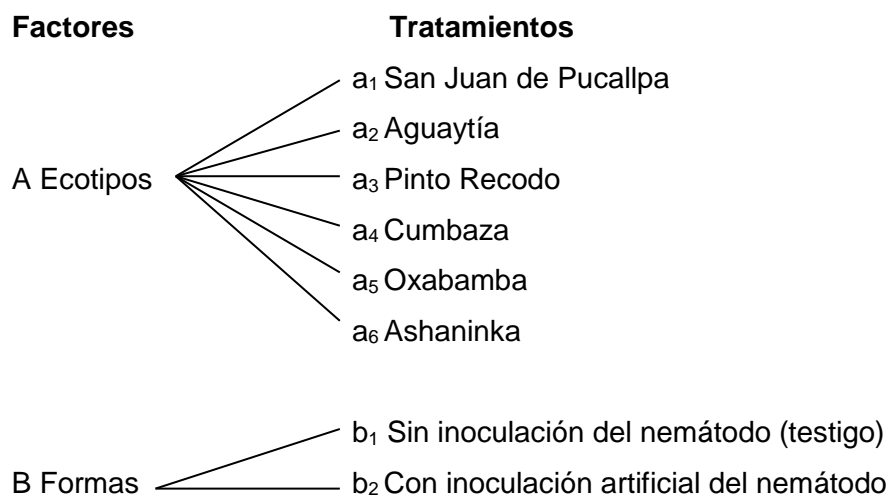 Factores Tratamientos
a₁ San Juan de Pucallpa
a₂ Aguaytía
A Ecotipos a₃ Pinto Recodo
a₄ Cumbaza
a₅ Oxabamba
a₆ Ashaninka
b₁ Sin inoculación del nemátodo (testigo)
B Formas b₂ Con inoculación artificial del nemátodo